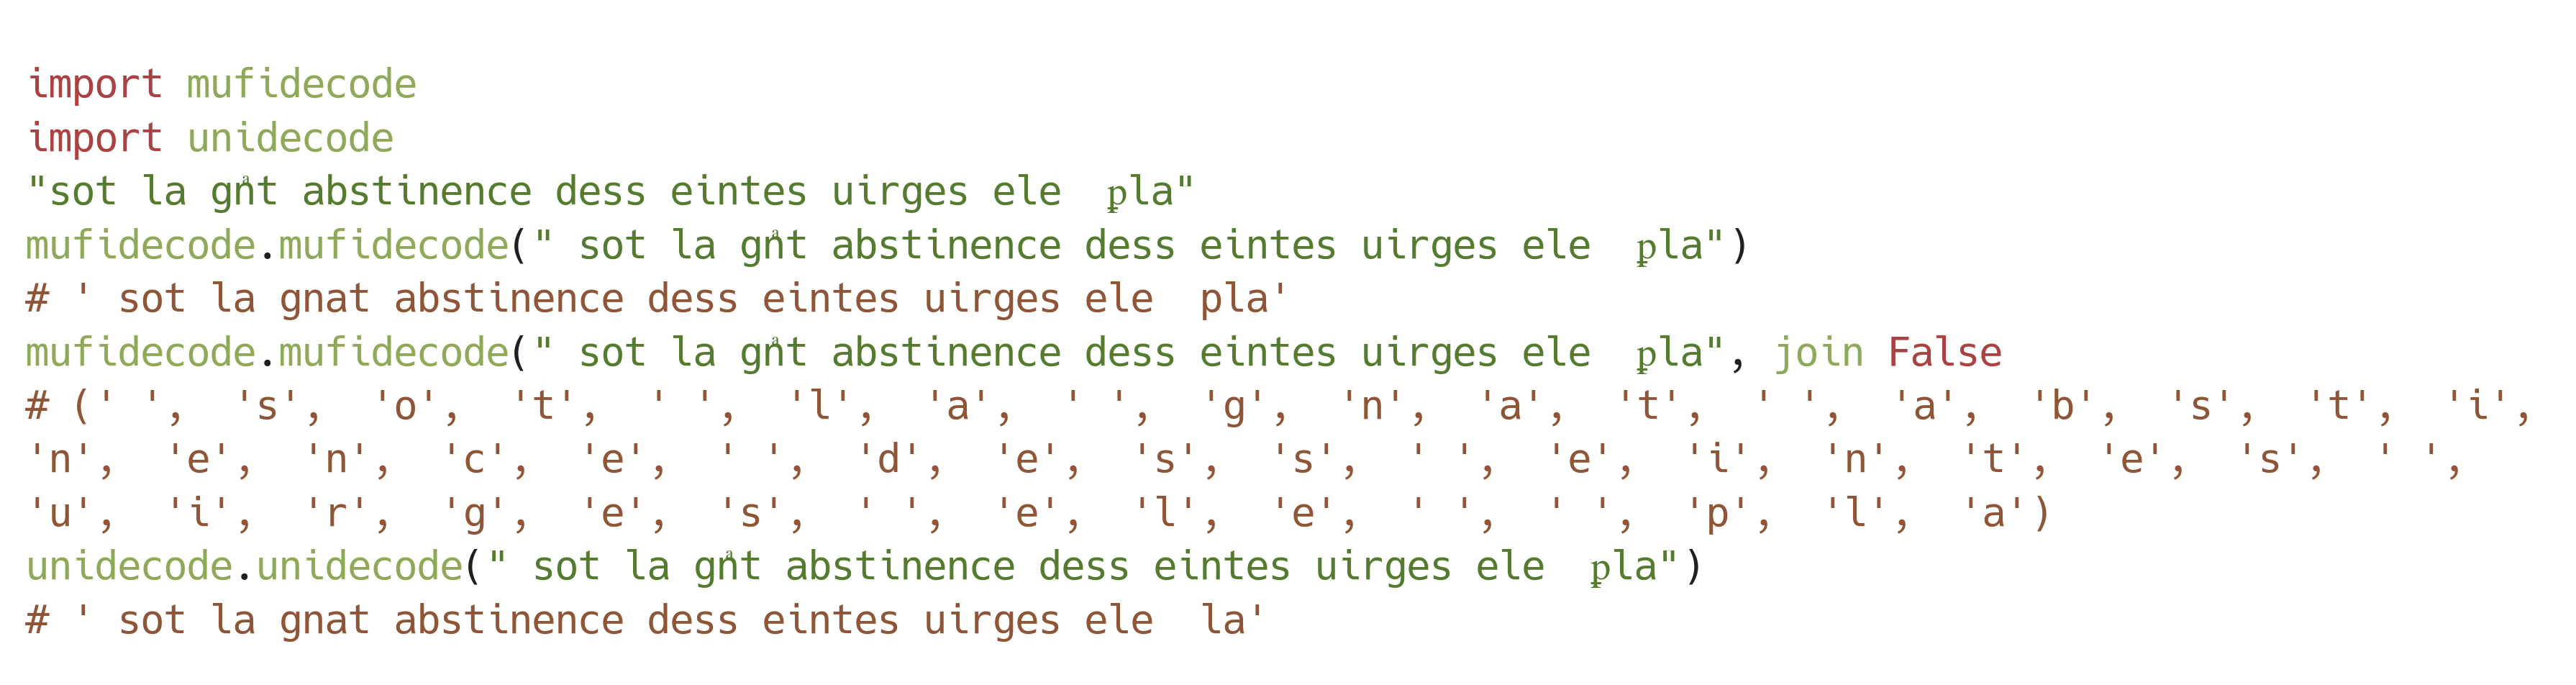 import mufidecode
import unidecode
"sot la gnͣt abstinence dess eintes uirges ele  ꝑla"
mufidecode.mufidecode(" sot la gnͣt abstinence dess eintes uirges ele  ꝑla")
# ' sot la gnat abstinence dess eintes uirges ele  pla'
mufidecode.mufidecode(" sot la gnͣt abstinence dess eintes uirges ele  ꝑla", join False
# (' ',  's',  'o',  't',  ' ',  'l',  'a',  ' ',  'g',  'n',  'a',  't',  ' ',  'a',  'b',  's',  't',  'i',
'n',  'e',  'n',  'c',  'e',  ' ',  'd',  'e',  's',  's',  ' ',  'e',  'i',  'n',  't',  'e',  's',  ' ',
'u',  'i',  'r',  'g',  'e',  's',  ' ',  'e',  'l',  'e',  ' ',  ' ',  'p',  'l',  'a')
unidecode.unidecode(" sot la gnͣt abstinence dess eintes uirges ele  ꝑla")
# ' sot la gnat abstinence dess eintes uirges ele  la'